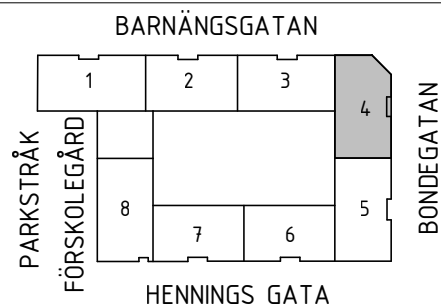 BARNÄNGSGATAN
1 2 3
4
PARKSTRÅK
FÖRSKOLEGÅRD
BONDEGATAN
8
7 6
5
HENNINGS GATA